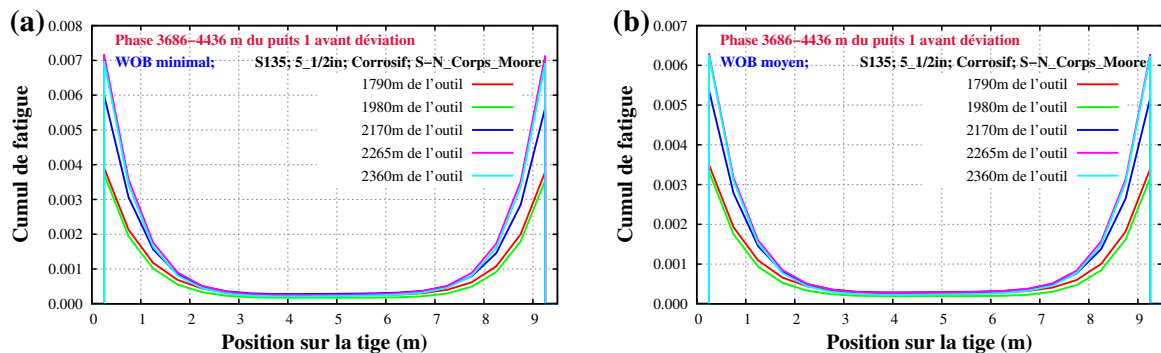 (a)
Phase 3686−4436 m du puits 1 avant déviation
WOB minimal; S135; 5_1/2in; Corrosif; S−N_Corps_Moore
1790m de l’outil
1980m de l’outil
2170m de l’outil
2265m de l’outil
2360m de l’outil
Cumul de fatigue
0.008
0.007
0.006
0.005
0.004
0.003
0.002
0.001
0.000
0 1 2 3 4 5 6 7 8 9
Position sur la tige (m)
(b)
Phase 3686−4436 m du puits 1 avant déviation
WOB moyen; S135; 5_1/2in; Corrosif; S−N_Corps_Moore
1790m de l’outil
1980m de l’outil
2170m de l’outil
2265m de l’outil
2360m de l’outil
Cumul de fatigue
0.007
0.006
0.005
0.004
0.003
0.002
0.001
0.000
0 1 2 3 4 5 6 7 8 9
Position sur la tige (m)